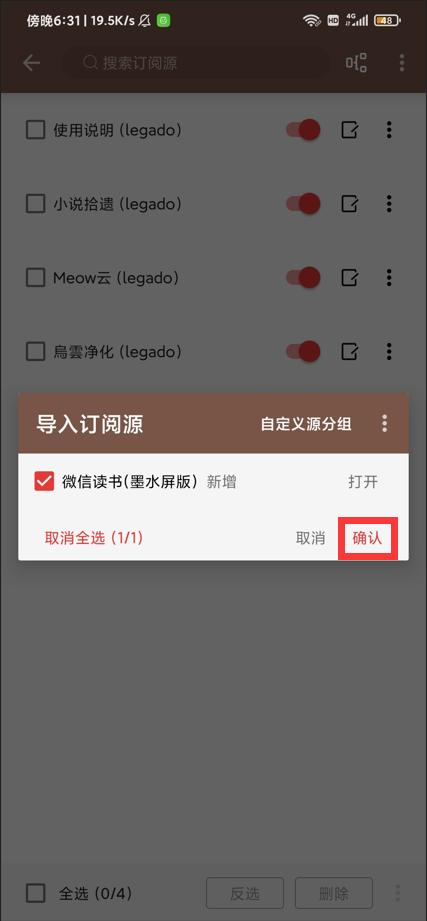 傍晚6:31 | 19.5K/s HD 4G 48
搜索订阅源
使用说明 (legado)
小说拾遗 (legado)
Meow云 (legado)
烏雲净化 (legado)
导入订阅源 自定义源分组
微信读书(墨水屏版) 新增 打开
取消全选 (1/1) 取消 确认
全选 (0/4) 反选 删除